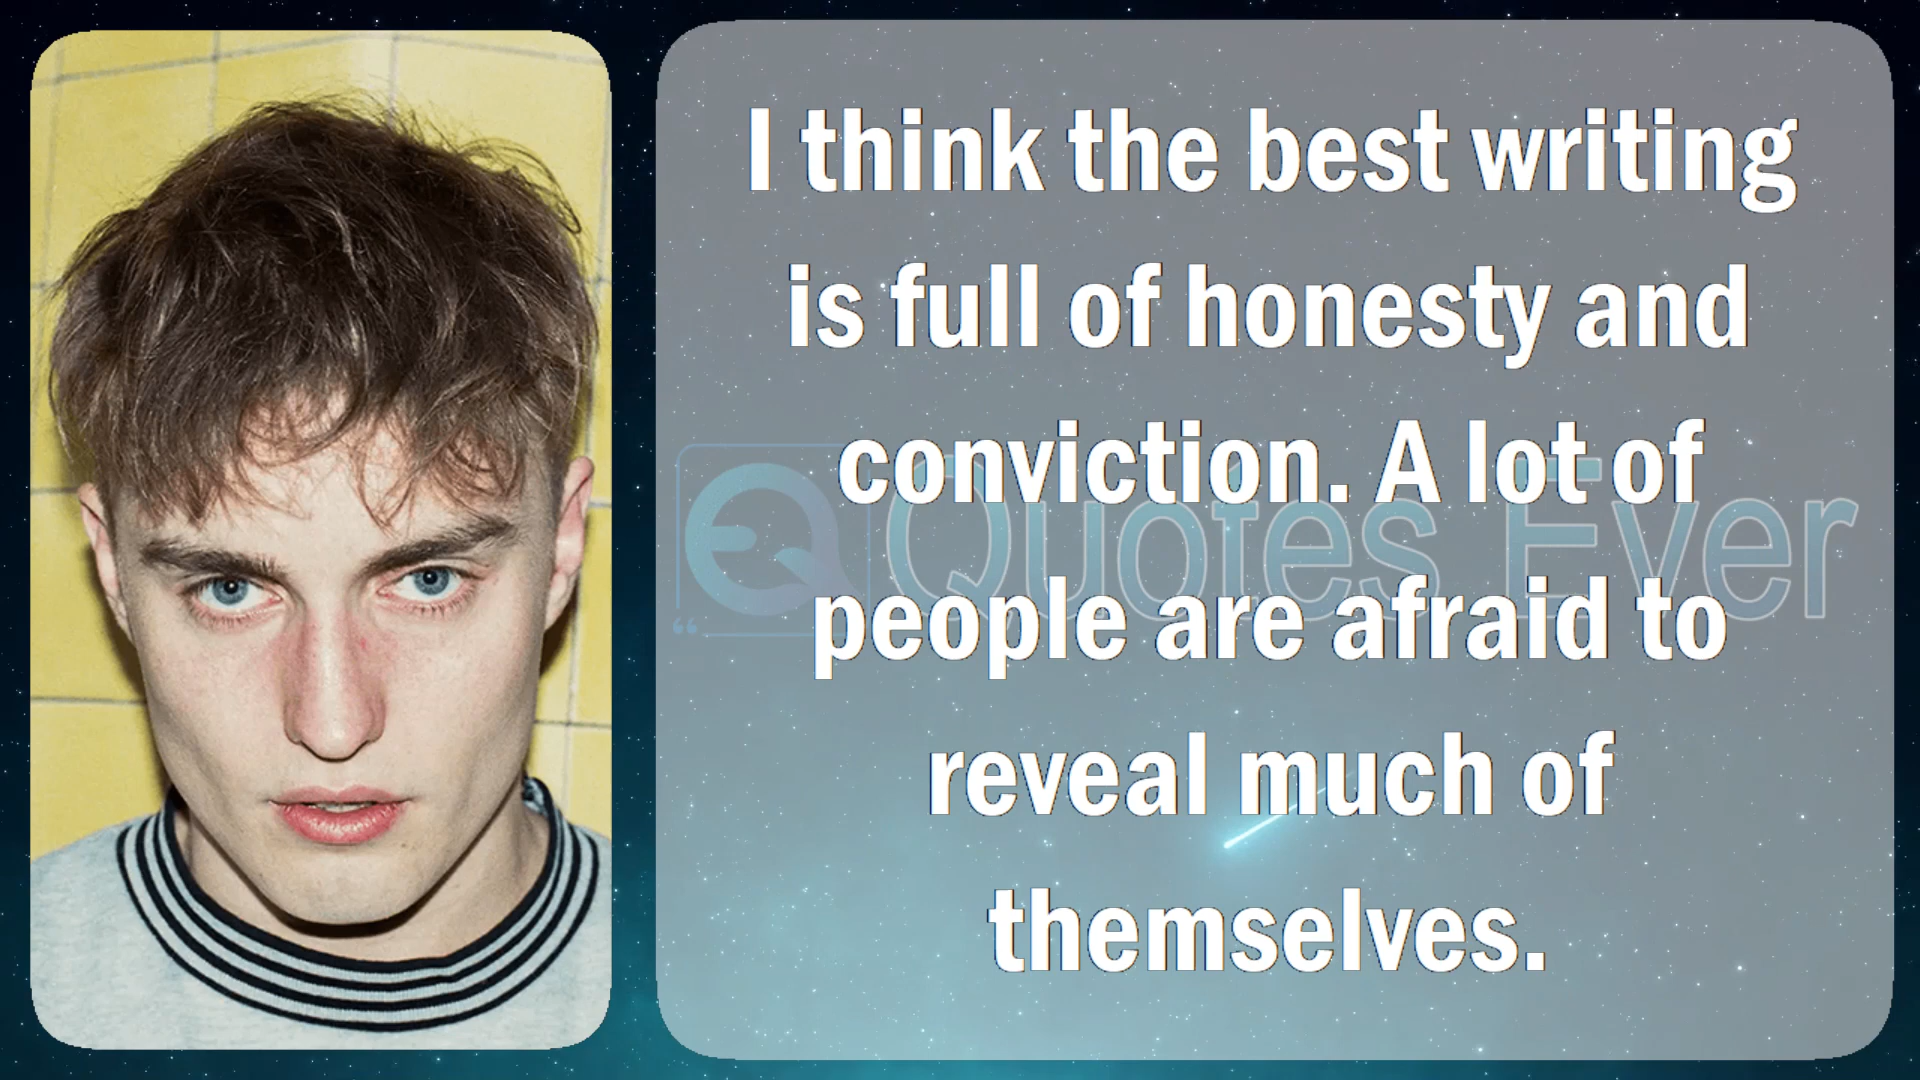 I think the best writing
is full of honesty and
conviction. A lot of
Quotes Ever
people are afraid to
reveal much of
themselves.